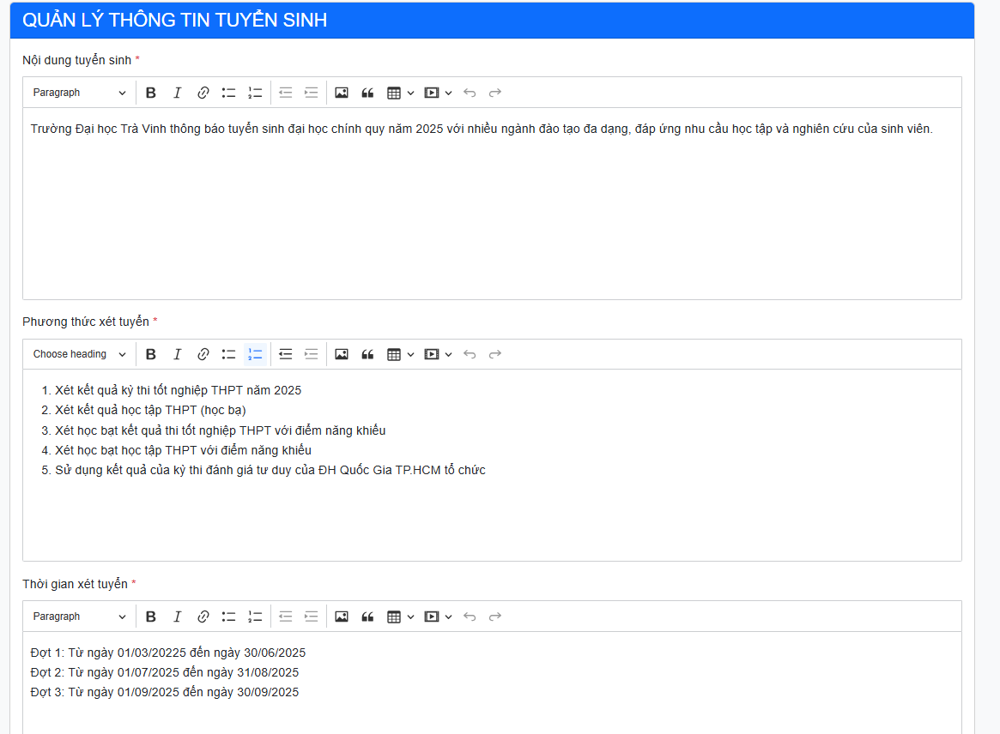 QUẢN LÝ THÔNG TIN TUYỂN SINH
Nội dung tuyển sinh *
Paragraph
Trường Đại học Trà Vinh thông báo tuyển sinh đại học chính quy năm 2025 với nhiều ngành đào tạo đa dạng, đáp ứng nhu cầu học tập và nghiên cứu của sinh viên.
Phương thức xét tuyển *
Choose heading
1. Xét kết quả kỳ thi tốt nghiệp THPT năm 2025
2. Xét kết quả học tập THPT (học bạ)
3. Xét học bạt kết quả thi tốt nghiệp THPT với điểm năng khiếu
4. Xét học bạt học tập THPT với điểm năng khiếu
5. Sử dụng kết quả của kỳ thi đánh giá tư duy của ĐH Quốc Gia TP.HCM tổ chức
Thời gian xét tuyển *
Paragraph
Đợt 1: Từ ngày 01/03/20225 đến ngày 30/06/2025
Đợt 2: Từ ngày 01/07/2025 đến ngày 31/08/2025
Đợt 3: Từ ngày 01/09/2025 đến ngày 30/09/2025